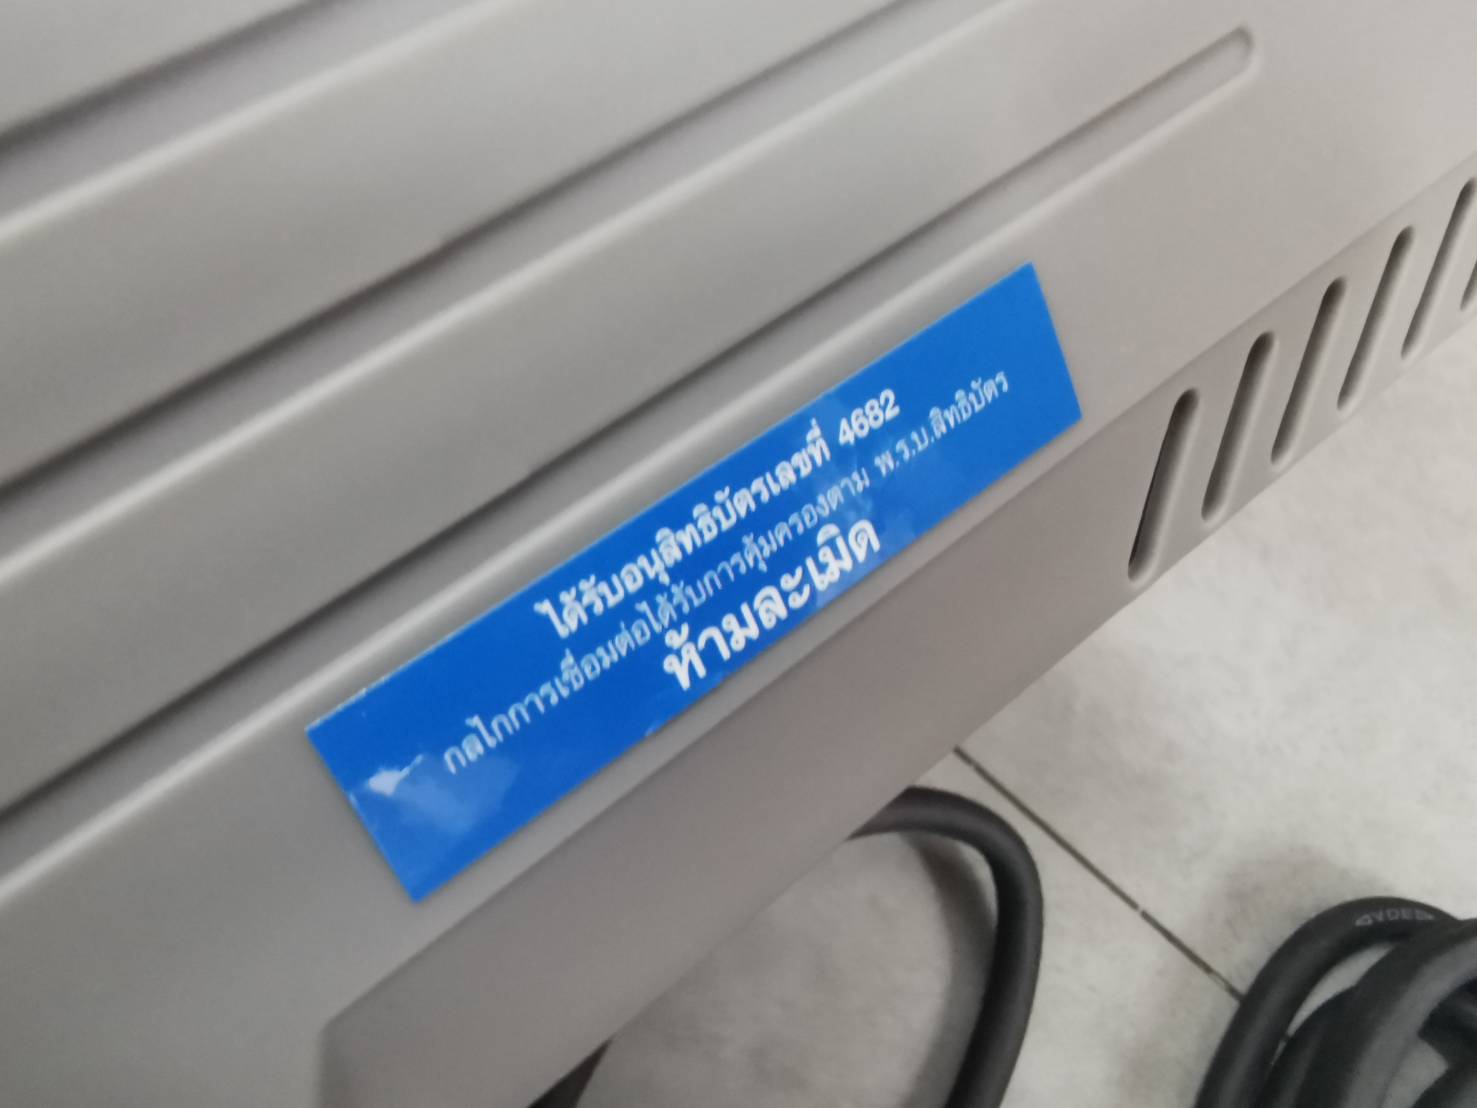 ได้รับอนุสิทธิบัตรเลขที่ 4682
กลไกการเชื่อมต่อได้รับการคุ้มครองตาม พ.ร.บ.สิทธิบัตร
ห้ามละเมิด
VDE